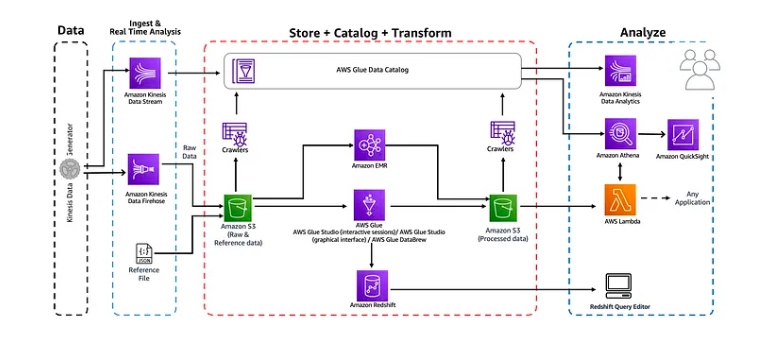 Data
Ingest &
Real Time Analysis
Store + Catalog + Transform
Analyze
Kinesis Data Generator
Amazon Kinesis
Data Stream
Raw
Data
Amazon Kinesis
Data Firehose
JSON
Reference
File
AWS Glue Data Catalog
Crawlers
Crawlers
Amazon EMR
Amazon S3
(Raw &
Reference data)
AWS Glue
AWS Glue Studio (interactive sessions)/ AWS Glue Studio
(graphical interface) / AWS Glue DataBrew
Amazon S3
(Processed data)
Amazon Redshift
Amazon Kinesis
Data Analytics
Amazon Athena
Amazon QuickSight
AWS Lambda
Any
Application
Redshift Query Editor